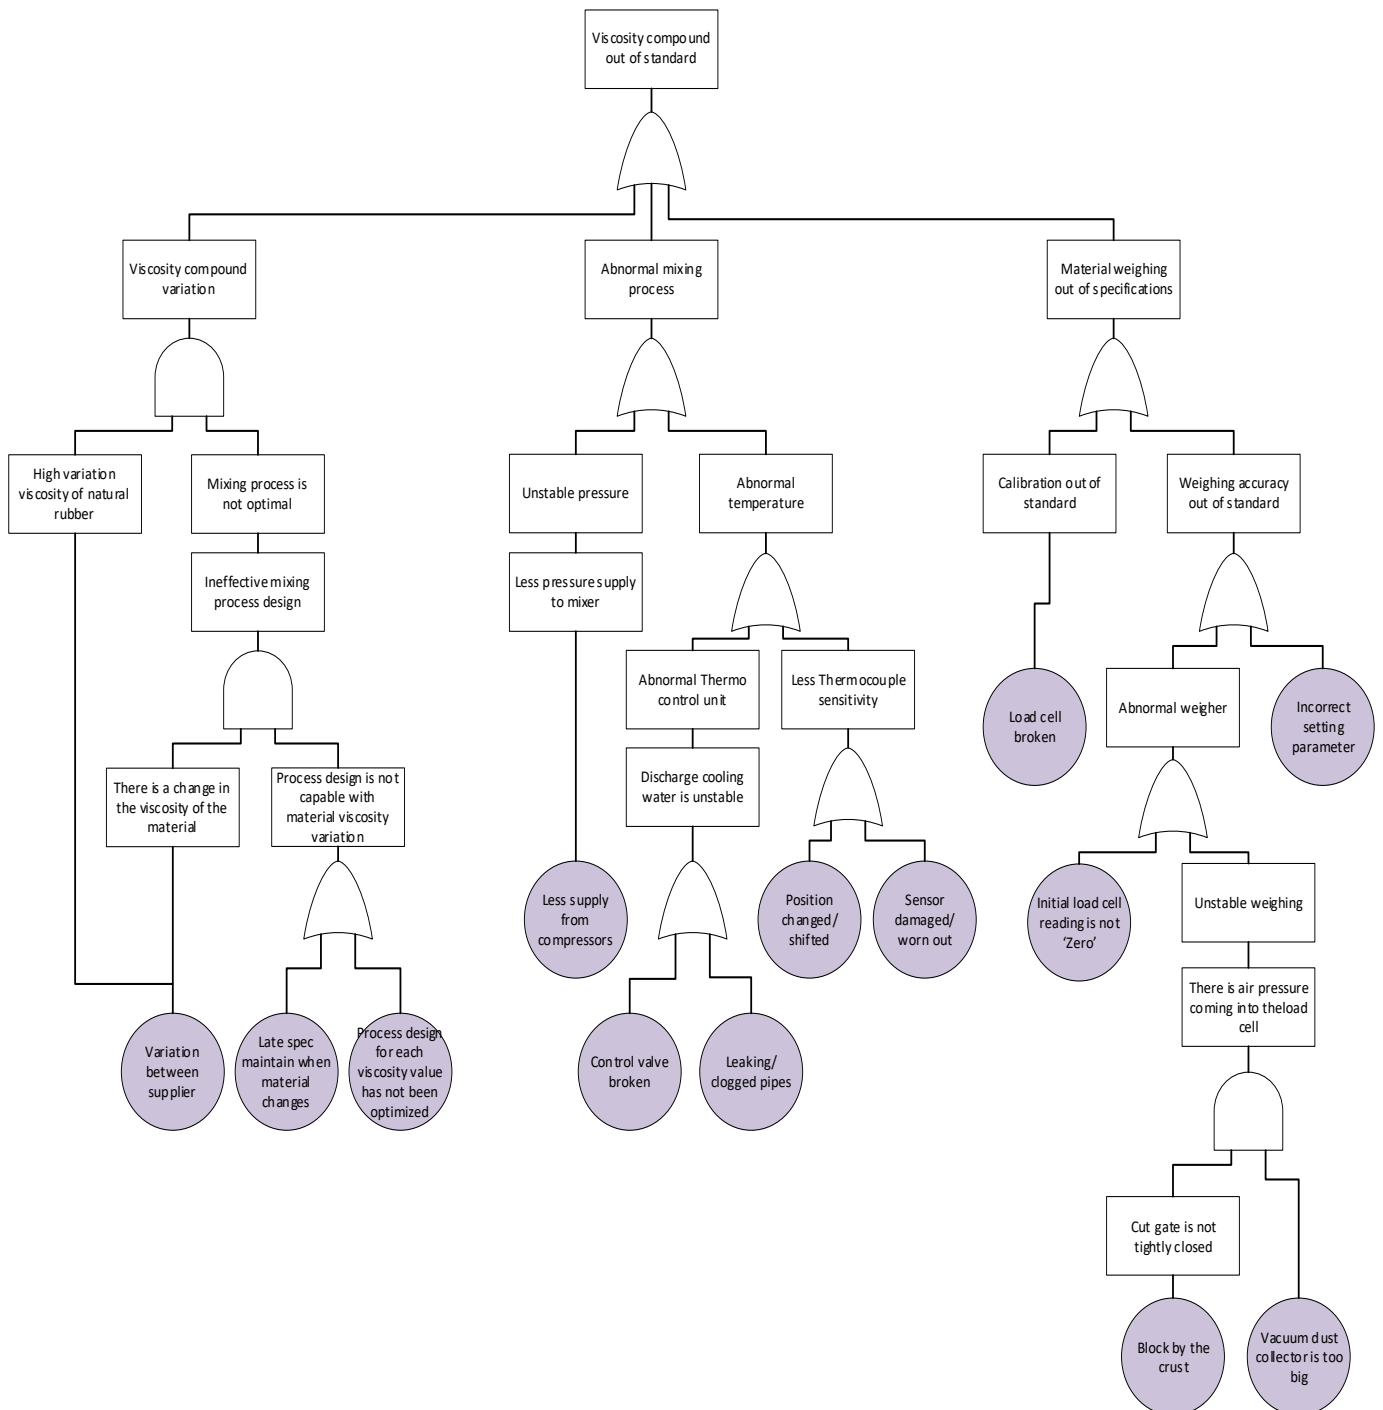 Viscosity compound
out of standard
Viscosity compound
variation
Abnormal mixing
process
Material weighing
out of specifications
High variation
viscosity of natural
rubber
Mixing process is
not optimal
Unstable pressure
Abnormal
temperature
Calibration out of
standard
Weighing accuracy
out of standard
Ineffective mixing
process design
Less pressure supply
to mixer
Abnormal Thermo
control unit
Less Thermocouple
sensitivity
Load cell
broken
Abnormal weigher
Incorrect
setting
parameter
There is a change in
the viscosity of the
material
Process design is not
capable with
material viscosity
variation
Discharge cooling
water is unstable
Less supply
from
compressors
Position
changed/
shifted
Sensor
damaged/
worn out
Initial load cell
reading is not
‘Zero’
Unstable weighing
There is air pressure
coming into theload
cell
Variation
between
supplier
Late spec
maintain when
material
changes
Process design
for each
viscosity value
has not been
optimized
Control valve
broken
Leaking/
clogged pipes
Cut gate is not
tightly closed
Block by the
crust
Vacuum dust
collector is too
big